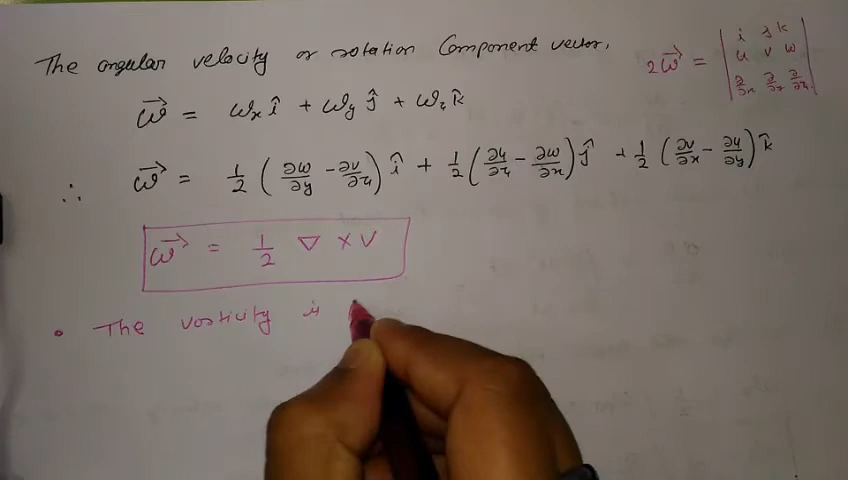 The angular velocity or rotation Component vector,
2ω⃗ = | i j k |
| u v w |
| ∂/∂x ∂/∂y ∂/∂z |
ω⃗ = ωx î + ωy ĵ + ωz k̂
∴ ω⃗ = 1/2 (∂w/∂y - ∂v/∂z) î + 1/2 (∂u/∂z - ∂w/∂x) ĵ + 1/2 (∂v/∂x - ∂u/∂y) k̂
ω⃗ = 1/2 ∇ × V
• The vorticity is